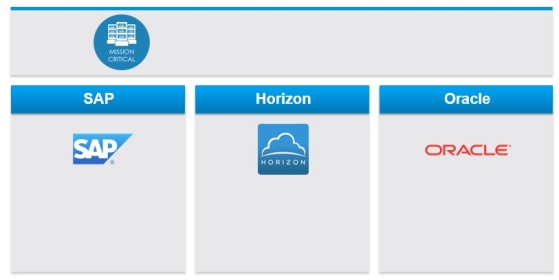 MISSION
CRITICAL
SAP Horizon Oracle
SAP
HORIZON
ORACLE